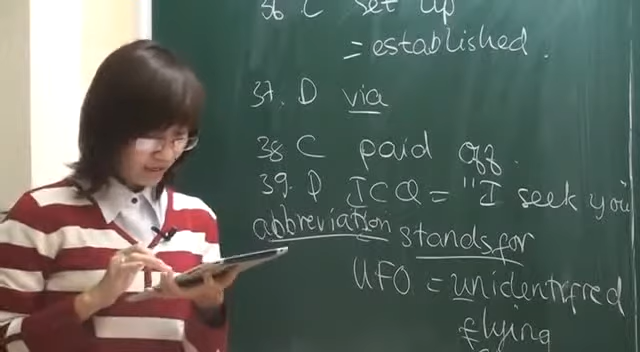 36 C set up
= established.
37. D via
38 C paid off.
39. D ICQ = "I seek you"
abbreviation stands for
UFO = unidentified
flying